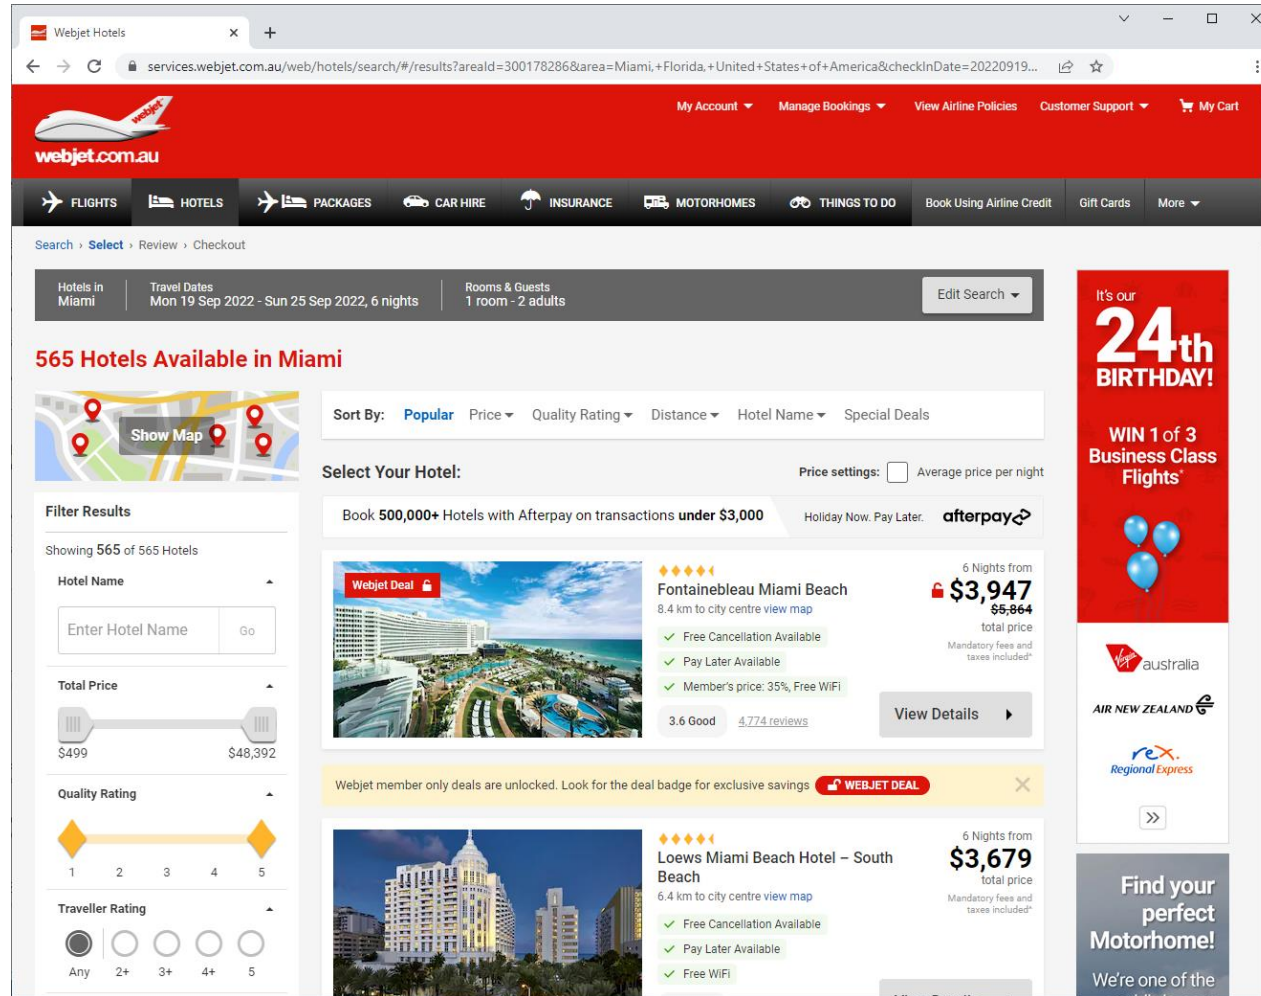 Webjet Hotels
services.webjet.com.au/web/hotels/search/#/results?areaId=300178286&area=Miami,+Florida,+United+States+of+America&checkInDate=20220919...
My Account
Manage Bookings
View Airline Policies
Customer Support
My Cart
webjet
webjet.com.au
FLIGHTS
HOTELS
PACKAGES
CAR HIRE
INSURANCE
MOTORHOMES
THINGS TO DO
Book Using Airline Credit
Gift Cards
More
Search › Select › Review › Checkout
Hotels in
Miami
Travel Dates
Mon 19 Sep 2022 - Sun 25 Sep 2022, 6 nights
Rooms & Guests
1 room - 2 adults
Edit Search
565 Hotels Available in Miami
Show Map
Filter Results
Showing 565 of 565 Hotels
Hotel Name
Enter Hotel Name
Go
Total Price
$499
$48,392
Quality Rating
1 2 3 4 5
Traveller Rating
Any 2+ 3+ 4+ 5
Sort By: Popular Price Quality Rating Distance Hotel Name Special Deals
Select Your Hotel:
Price settings: Average price per night
Book 500,000+ Hotels with Afterpay on transactions under $3,000
Holiday Now. Pay Later. afterpay
Webjet Deal
Fontainebleau Miami Beach
8.4 km to city centre view map
Free Cancellation Available
Pay Later Available
Member's price: 35%, Free WiFi
3.6 Good
4,774 reviews
6 Nights from
$3,947
$5,864
total price
Mandatory fees and
taxes included*
View Details
Webjet member only deals are unlocked. Look for the deal badge for exclusive savings WEBJET DEAL
Loews Miami Beach Hotel – South
Beach
6.4 km to city centre view map
Free Cancellation Available
Pay Later Available
Free WiFi
6 Nights from
$3,679
total price
Mandatory fees and
taxes included*
It's our
24th
BIRTHDAY!
WIN 1 of 3
Business Class
Flights*
Virgin australia
AIR NEW ZEALAND
rex.
Regional Express
Find your
perfect
Motorhome!
We're one of the